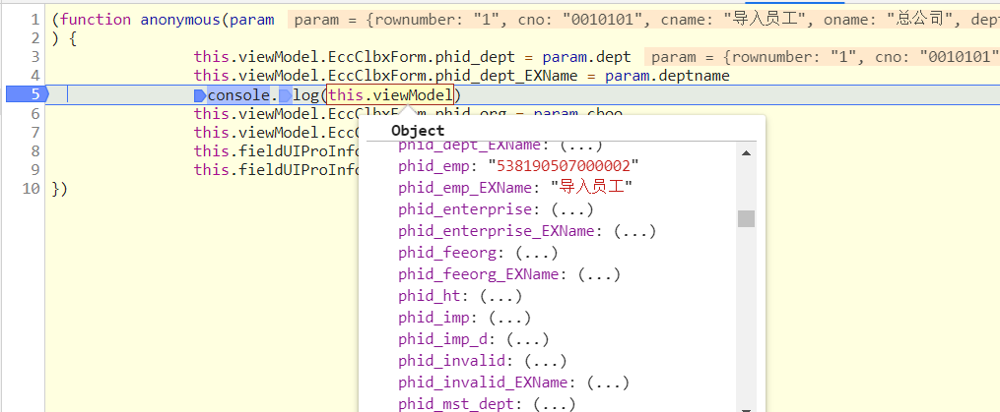 1 (function anonymous(param param = {rownumber: "1", cno: "0010101", cname: "导入员工", oname: "总公司", dept
2 ) {
3 this.viewModel.EccClbxForm.phid_dept = param.dept param = {rownumber: "1", cno: "0010101"
4 this.viewModel.EccClbxForm.phid_dept_EXName = param.deptname
5 console.log(this.viewModel)
6 this.viewModel.EccClbxForm.phid_org = param.cboo
7 this.viewModel.EccCl
8 this.fieldUIProInfo
9 this.fieldUIProInfo
10 })
Object
phid_dept_EXName: (...)
phid_emp: "538190507000002"
phid_emp_EXName: "导入员工"
phid_enterprise: (...)
phid_enterprise_EXName: (...)
phid_feeorg: (...)
phid_feeorg_EXName: (...)
phid_ht: (...)
phid_imp: (...)
phid_imp_d: (...)
phid_invalid: (...)
phid_invalid_EXName: (...)
phid_mst_dept: (...)